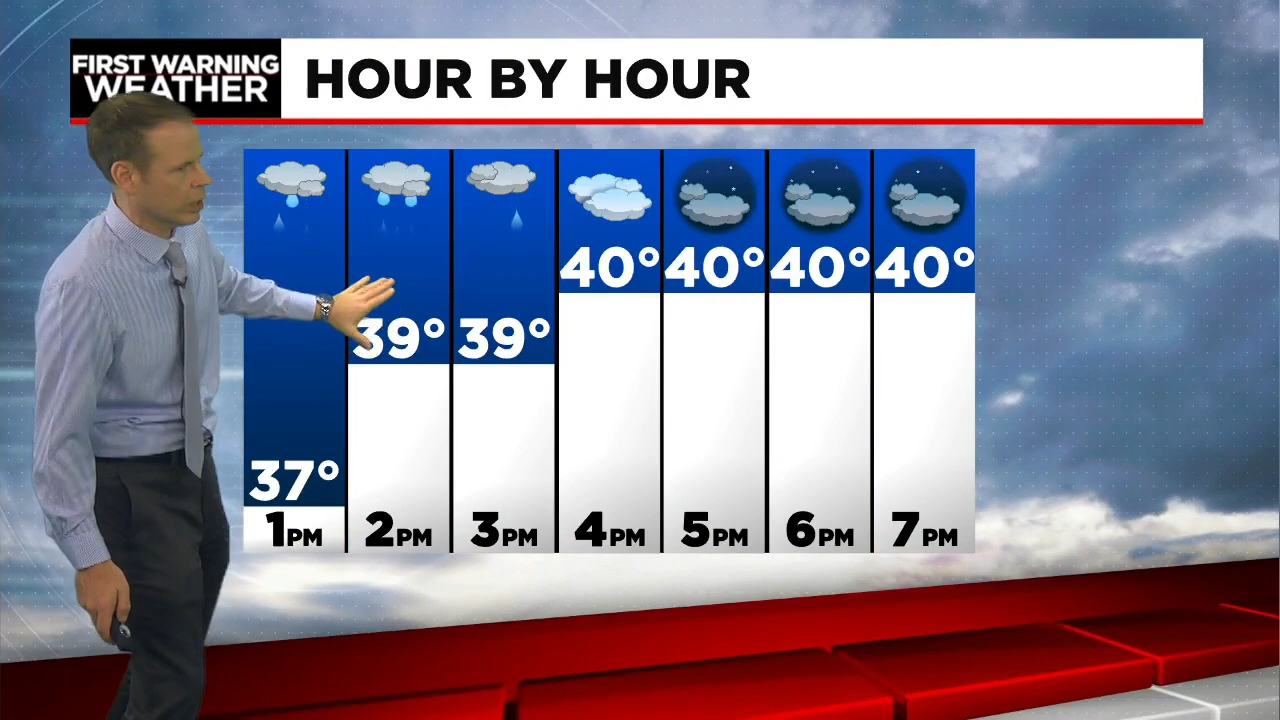 FIRST WARNING
WEATHER
HOUR BY HOUR
40° 40° 40° 40°
39° 39°
37°
1PM 2PM 3PM 4PM 5PM 6PM 7PM